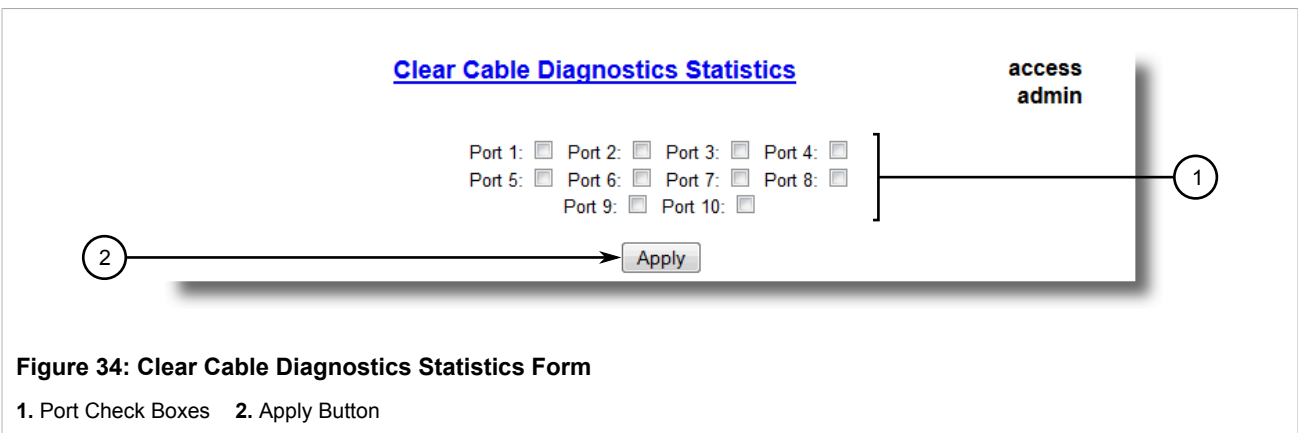 Clear Cable Diagnostics Statistics
access
admin
Port 1: Port 2: Port 3: Port 4:
Port 5: Port 6: Port 7: Port 8:
Port 9: Port 10:
1
2
Apply
Figure 34: Clear Cable Diagnostics Statistics Form
1. Port Check Boxes 2. Apply Button